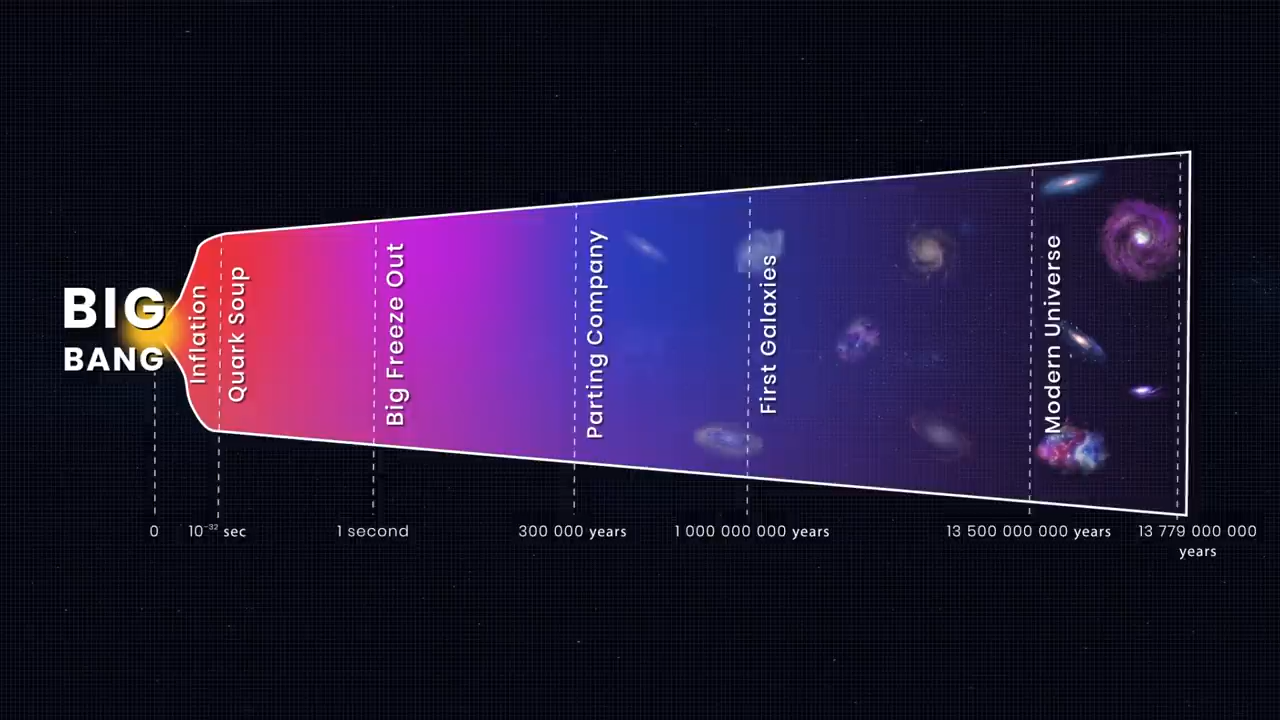 BIG
BANG
Inflation
Quark Soup
Big Freeze Out
Parting Company
First Galaxies
Modern Universe
0
10⁻³² sec
1 second
300 000 years
1 000 000 000 years
13 500 000 000 years
13 779 000 000
years